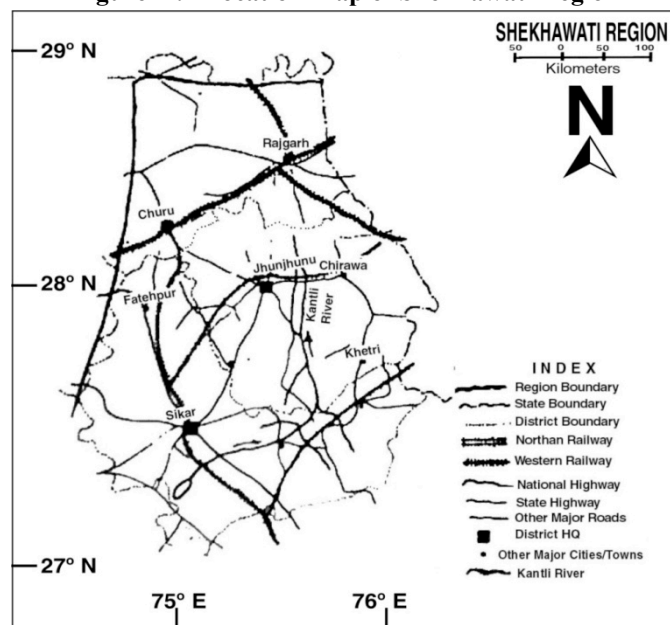 SHEKHAWATI REGION
50 0 50 100
Kilometers
N
29° N
Rajgarh
Churu
28° N
Jhunjhunu
Chirawa
Fatehpur
Kantli
River
Khetri
Sikar
INDEX
Region Boundary
State Boundary
District Boundary
Northan Railway
Western Railway
National Highway
State Highway
Other Major Roads
District HQ
Other Major Cities/Towns
Kantli River
27° N
75° E
76° E